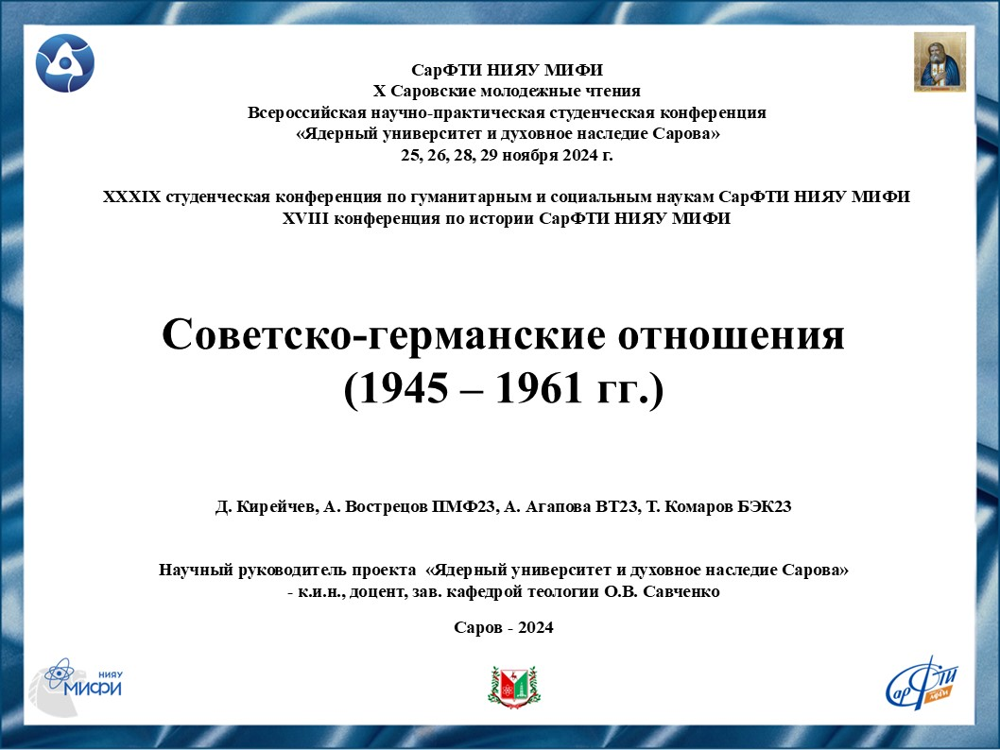 СарФТИ НИЯУ МИФИ
X Саровские молодежные чтения
Всероссийская научно-практическая студенческая конференция
«Ядерный университет и духовное наследие Сарова»
25, 26, 28, 29 ноября 2024 г.
XXXIX студенческая конференция по гуманитарным и социальным наукам СарФТИ НИЯУ МИФИ
XVIII конференция по истории СарФТИ НИЯУ МИФИ
Советско-германские отношения
(1945 – 1961 гг.)
Д. Кирейчев, А. Вострецов ПМФ23, А. Агапова ВТ23, Т. Комаров БЭК23
Научный руководитель проекта «Ядерный университет и духовное наследие Сарова»
- к.и.н., доцент, зав. кафедрой теологии О.В. Савченко
Саров - 2024
НИЯУ
МИФИ
СарФТИ
МИФИ